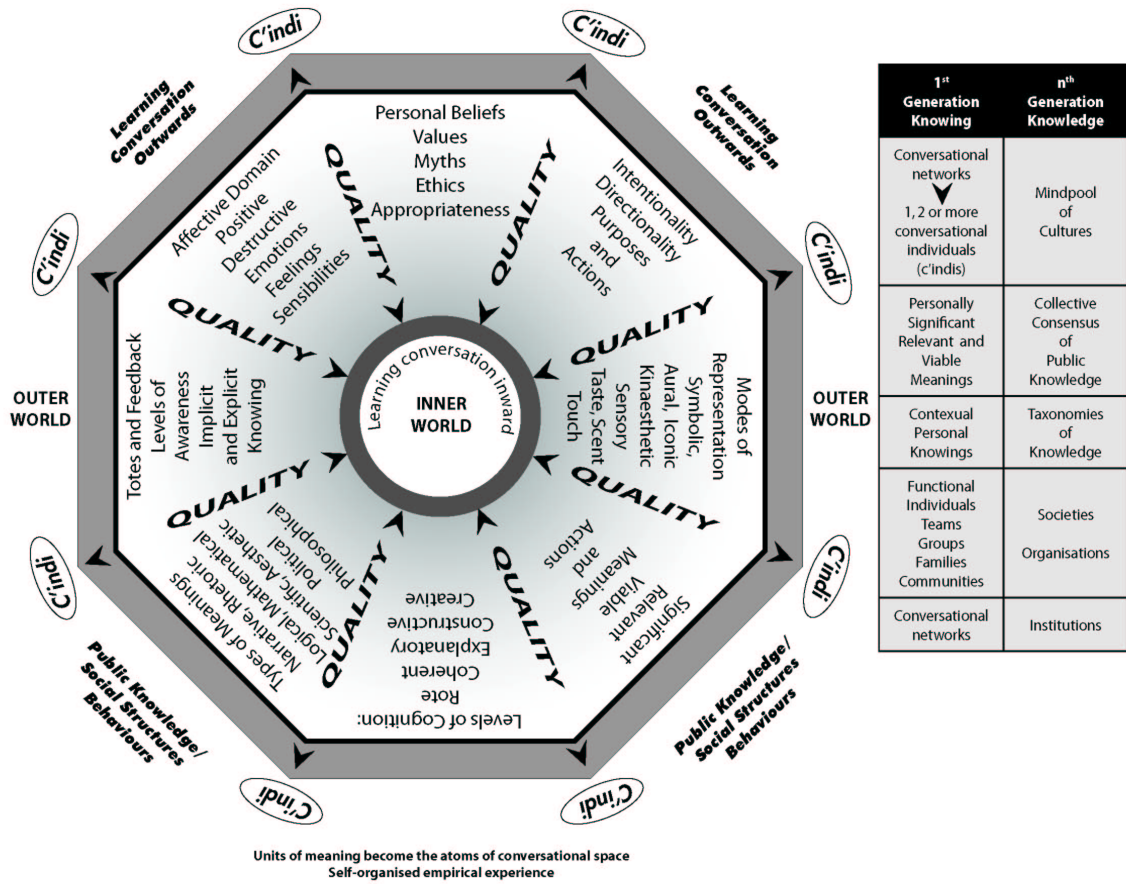 C'indi
C'indi
Learning
Conversation
Outwards
Learning
Conversation
Outwards
Personal Beliefs
Values
Myths
Ethics
Appropriateness
QUALITY
QUALITY
Affective Domain
Positive
Destructive
Emotions
Feelings
Sensibilities
Intentionality
Directionality
Purposes
and
Actions
C'indi
C'indi
QUALITY
QUALITY
OUTER
WORLD
Totes and Feedback
Levels of
Awareness
Implicit
and Explicit
Knowing
Learning conversation inward
INNER
WORLD
Modes of
Representation
Symbolic,
Aural, Iconic
Kinaesthetic
Sensory
Taste, Scent
Touch
OUTER
WORLD
QUALITY
QUALITY
C'indi
C'indi
Types of Meanings
Narrative, Rhetoric
Logical, Mathematical
Scientific, Aesthetic
Political
Philosophical
QUALITY
QUALITY
Levels of Cognition:
Rote
Coherent
Explanatory
Constructive
Creative
Significant
Relevant
Viable
Meanings
and
Actions
Public Knowledge/
Social Structures
Behaviours
Public Knowledge/
Social Structures
Behaviours
C'indi
C'indi
Units of meaning become the atoms of conversational space
Self-organised empirical experience
1st
Generation
Knowing
nth
Generation
Knowledge
Conversational
networks
1, 2 or more
conversational
individuals
(c'indis)
Mindpool
of
Cultures
Personally
Significant
Relevant and
Viable
Meanings
Collective
Consensus
of
Public
Knowledge
Contexual
Personal
Knowings
Taxonomies
of
Knowledge
Functional
Individuals
Teams
Groups
Families
Communities
Societies
Organisations
Conversational
networks
Institutions